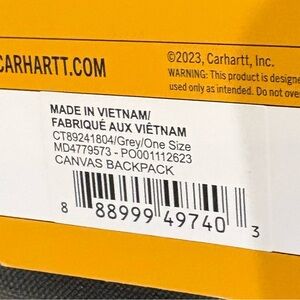 CARHARTT.COM
©2023, Carhartt, Inc.
WARNING: This product is designe
used only as intended. Do not over
MADE IN VIETNAM/
FABRIQUÉ AUX VIÊTNAM
CT89241804/Grey/One Size
MD4779573 - PO001112623
CANVAS BACKPACK
8 88999 49740 3